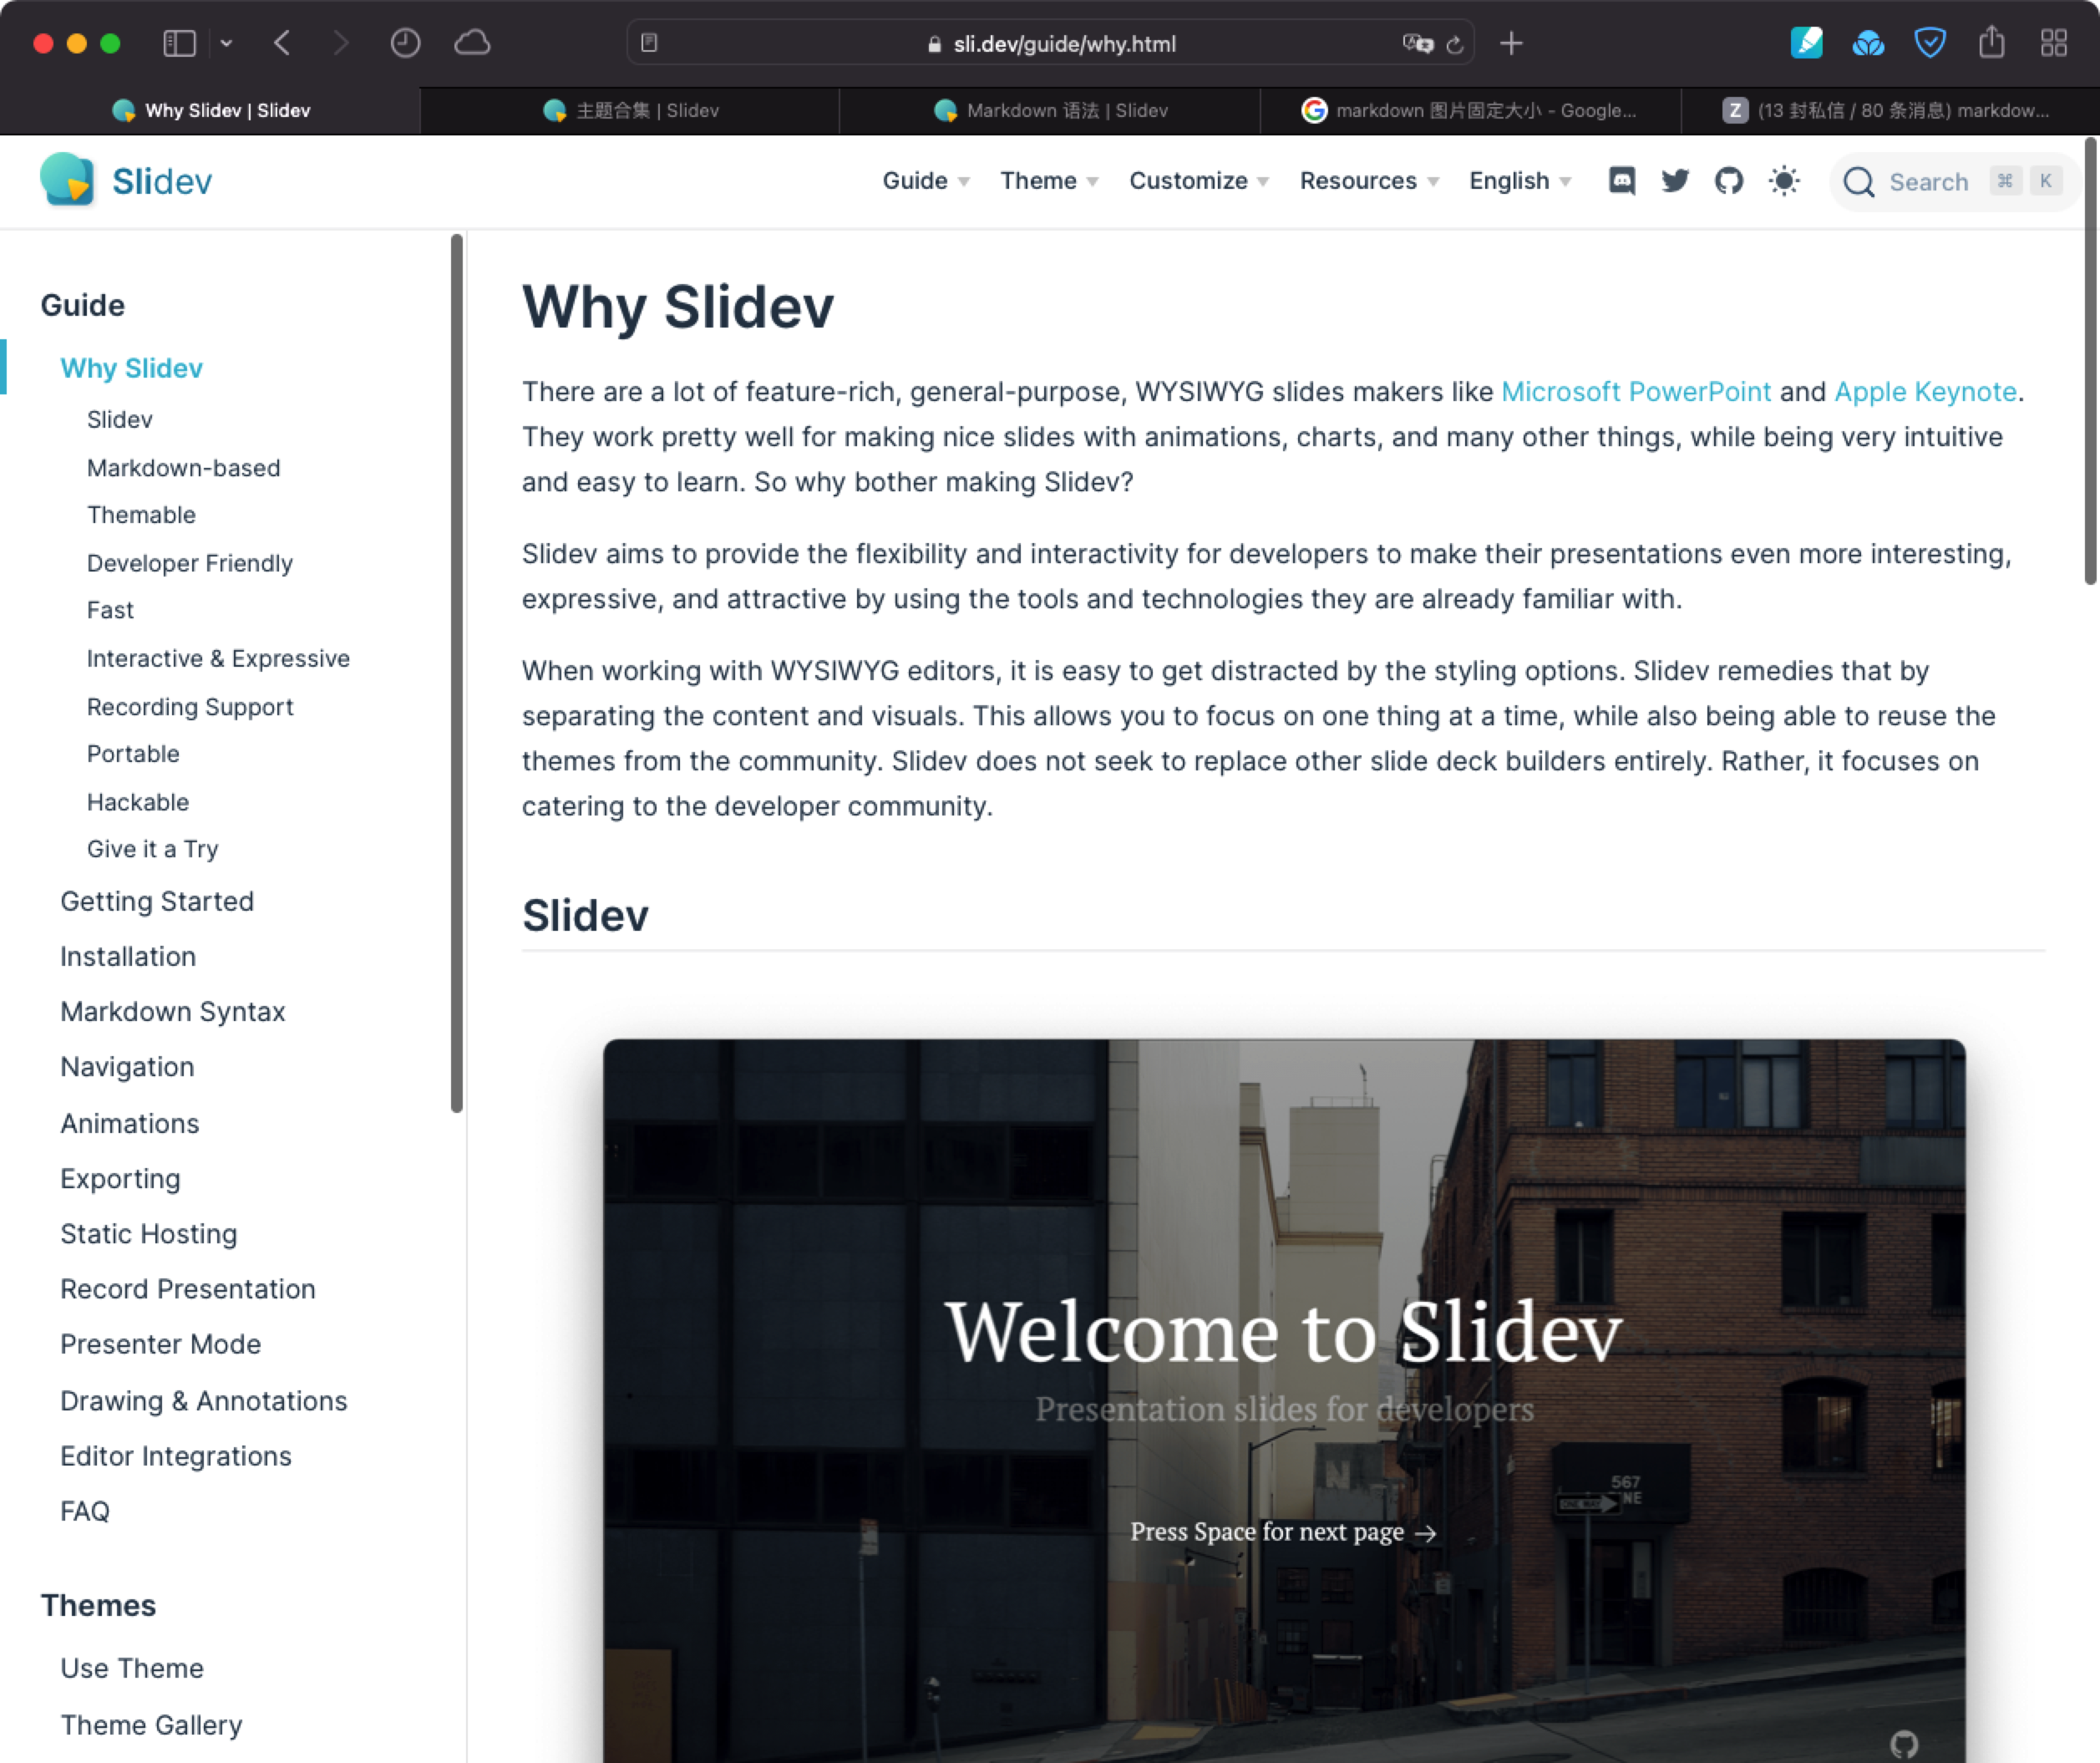 sli.dev/guide/why.html
Why Slidev | Slidev
主题合集 | Slidev
Markdown 语法 | Slidev
markdown 图片固定大小 - Google...
Z
(13 封私信 / 80 条消息) markdow...
Slidev
Guide
Theme
Customize
Resources
English
Search ⌘ K
Guide
Why Slidev
Slidev
Markdown-based
Themable
Developer Friendly
Fast
Interactive & Expressive
Recording Support
Portable
Hackable
Give it a Try
Getting Started
Installation
Markdown Syntax
Navigation
Animations
Exporting
Static Hosting
Record Presentation
Presenter Mode
Drawing & Annotations
Editor Integrations
FAQ
Themes
Use Theme
Theme Gallery
Why Slidev
There are a lot of feature-rich, general-purpose, WYSIWYG slides makers like Microsoft PowerPoint and Apple Keynote.
They work pretty well for making nice slides with animations, charts, and many other things, while being very intuitive
and easy to learn. So why bother making Slidev?
Slidev aims to provide the flexibility and interactivity for developers to make their presentations even more interesting,
expressive, and attractive by using the tools and technologies they are already familiar with.
When working with WYSIWYG editors, it is easy to get distracted by the styling options. Slidev remedies that by
separating the content and visuals. This allows you to focus on one thing at a time, while also being able to reuse the
themes from the community. Slidev does not seek to replace other slide deck builders entirely. Rather, it focuses on
catering to the developer community.
Slidev
Welcome to Slidev
Presentation slides for developers
Press Space for next page →
N
567
ONE WAY